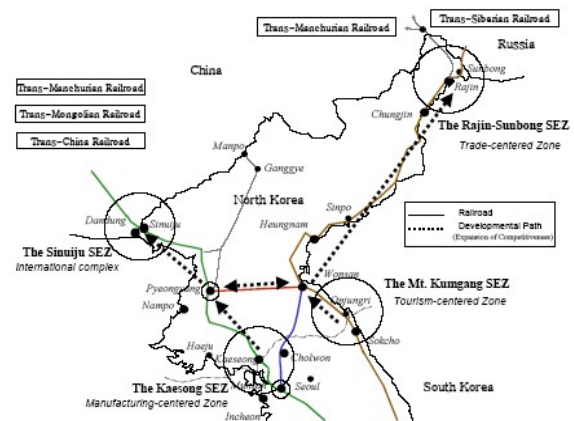 Trans-Siberian Railroad
Trans-Manchurian Railroad
Russia
China
Sunbong
Rajin
Trans-Manchurian Railroad
Trans-Mongolian Railroad
Trans-China Railroad
Chungjin
The Rajin-Sunbong SEZ
Trade-centered Zone
Manpo
Ganggye
North Korea
Sinpo
Railroad
Developmental Path
(Expansion of Competitiveness)
Dandung
Sinuiju
Heungnam
The Sinuiju SEZ
International complex
Wonsan
Pyeongyang
The Mt. Kumgang SEZ
Tourism-centered Zone
Onjungri
Nampo
Sokcho
Haeju
Kaeseong
Cholwon
The Kaesong SEZ
Munsan
Seoul
South Korea
Manufacturing-centered Zone
Incheon